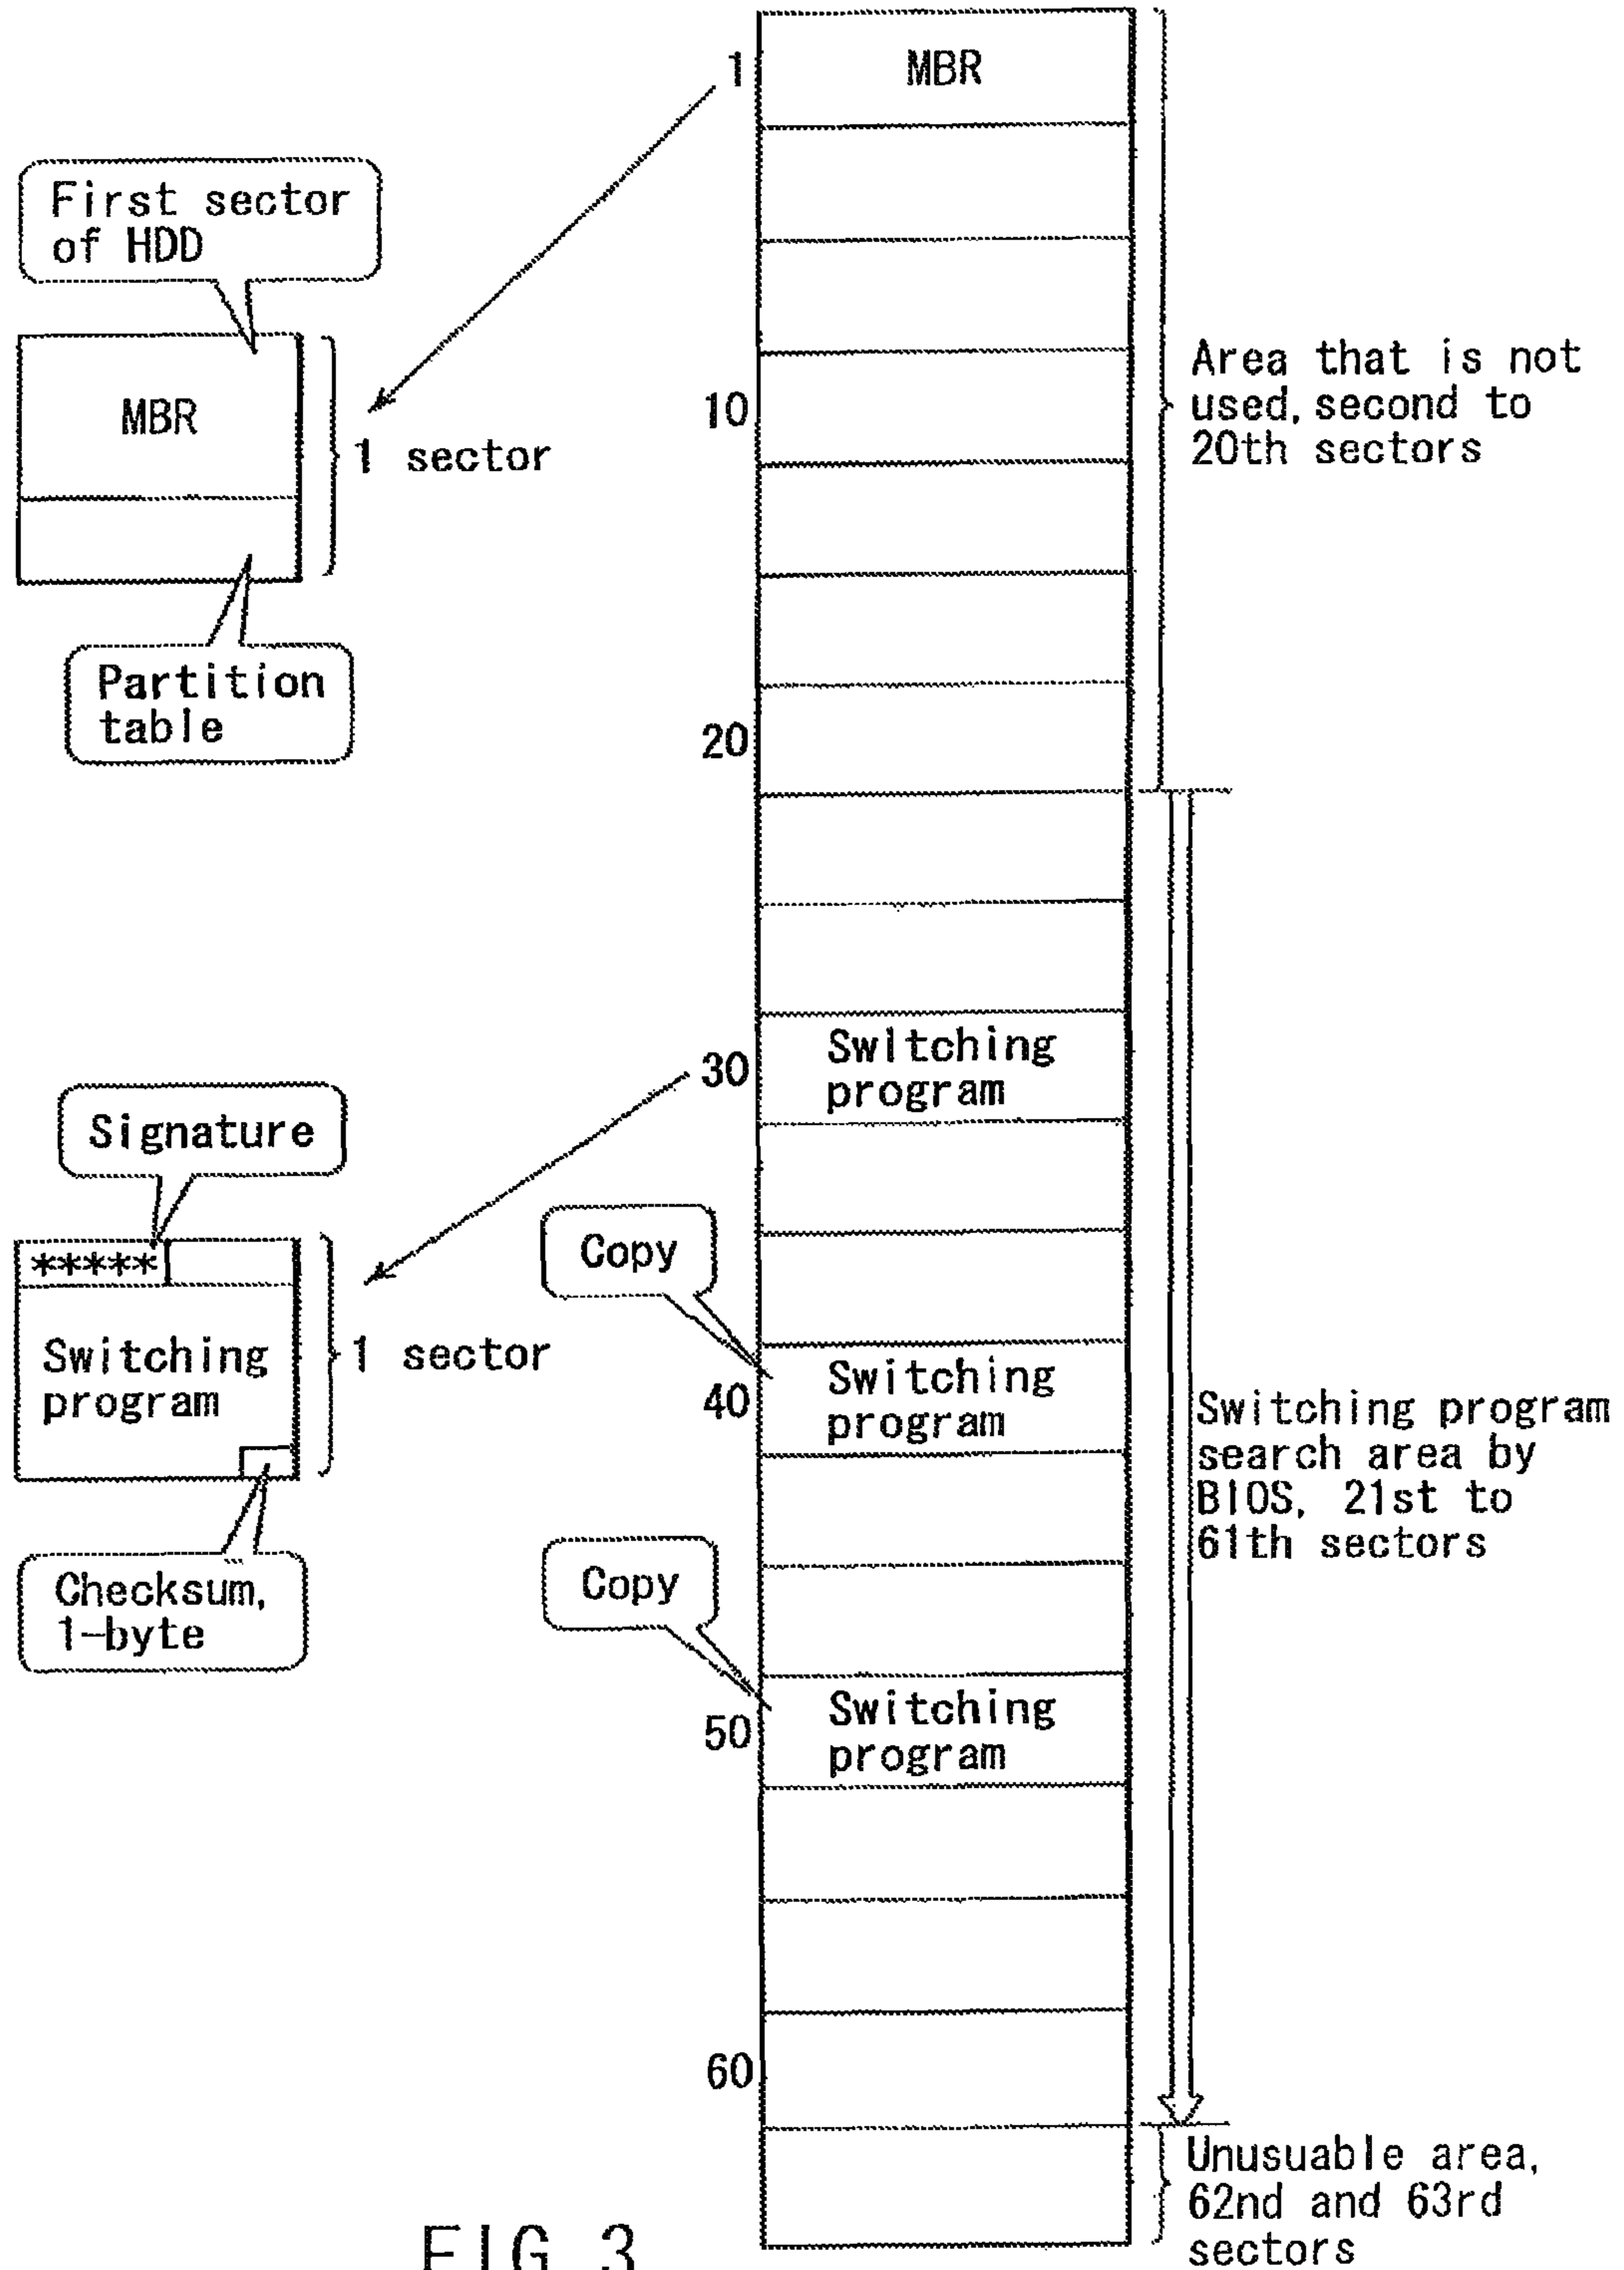 1
MBR
First sector
of HDD
MBR
1 sector
Partition
table
10
Area that is not
used, second to
20th sectors
20
30
Switching
program
Signature
*****
Switching
program
1 sector
Checksum,
1-byte
Copy
40
Switching
program
Copy
50
Switching
program
Switching program
search area by
BIOS, 21st to
61th sectors
60
Unusuable area,
62nd and 63rd
sectors
FIG. 3